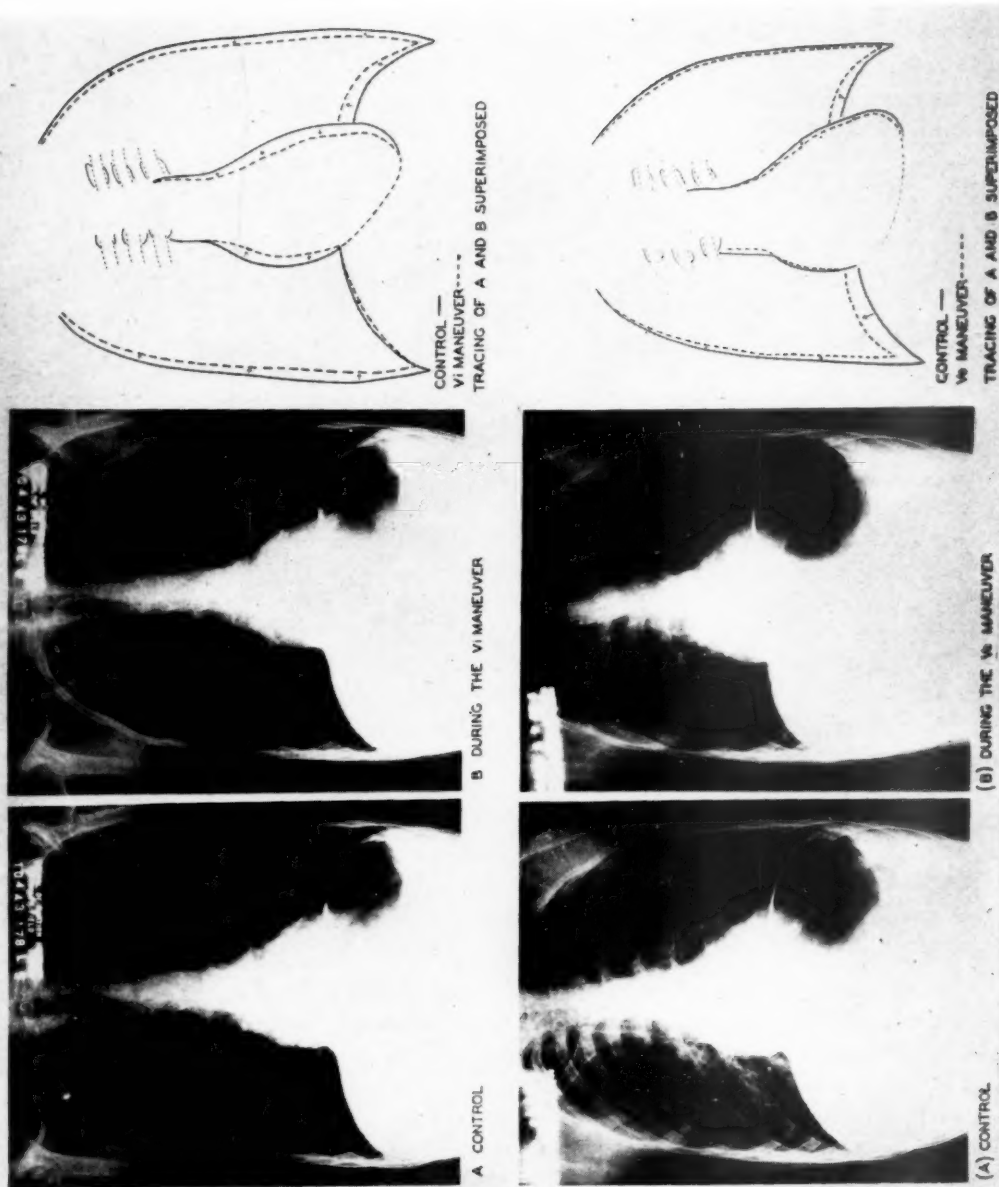 A CONTROL
B DURING THE Vi MANEUVER
CONTROL —
Vi MANEUVER----
TRACING OF A AND B SUPERIMPOSED
(A) CONTROL
(B) DURING THE Ve MANEUVER
CONTROL —
Ve MANEUVER-----
TRACING OF A AND B SUPERIMPOSED